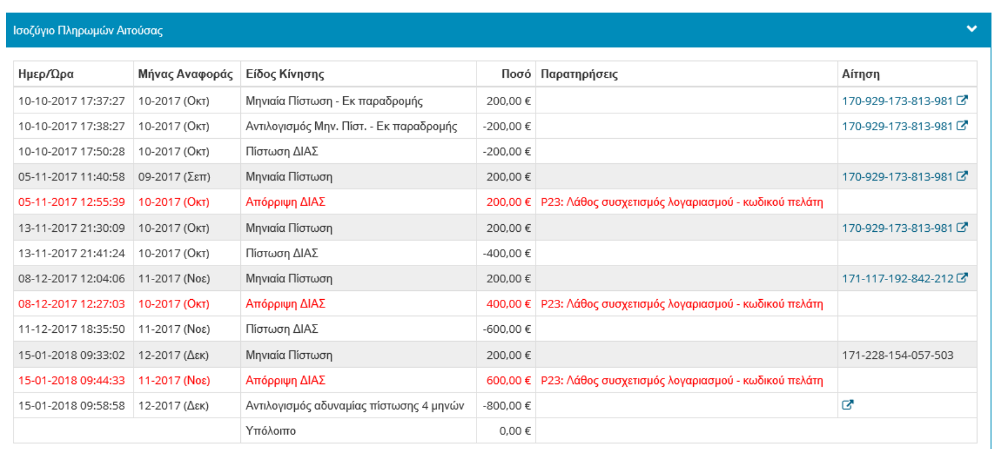 Ισοζύγιο Πληρωμών Αιτούσας
Ημερ/Ώρα Μήνας Αναφοράς Είδος Κίνησης Ποσό Παρατηρήσεις Αίτηση
10-10-2017 17:37:27 10-2017 (Οκτ) Μηνιαία Πίστωση - Εκ παραδρομής 200,00 € 170-929-173-813-981
10-10-2017 17:38:27 10-2017 (Οκτ) Αντιλογισμός Μην. Πίστ. - Εκ παραδρομής -200,00 € 170-929-173-813-981
10-10-2017 17:50:28 10-2017 (Οκτ) Πίστωση ΔΙΑΣ -200,00 €
05-11-2017 11:40:58 09-2017 (Σεπ) Μηνιαία Πίστωση 200,00 € 170-929-173-813-981
05-11-2017 12:55:39 10-2017 (Οκτ) Απόρριψη ΔΙΑΣ 200,00 € P23: Λάθος συσχετισμός λογαριασμού - κωδικού πελάτη
13-11-2017 21:30:09 10-2017 (Οκτ) Μηνιαία Πίστωση 200,00 € 170-929-173-813-981
13-11-2017 21:41:24 10-2017 (Οκτ) Πίστωση ΔΙΑΣ -400,00 €
08-12-2017 12:04:06 11-2017 (Νοε) Μηνιαία Πίστωση 200,00 € 171-117-192-842-212
08-12-2017 12:27:03 10-2017 (Οκτ) Απόρριψη ΔΙΑΣ 400,00 € P23: Λάθος συσχετισμός λογαριασμού - κωδικού πελάτη
11-12-2017 18:35:50 11-2017 (Νοε) Πίστωση ΔΙΑΣ -600,00 €
15-01-2018 09:33:02 12-2017 (Δεκ) Μηνιαία Πίστωση 200,00 € 171-228-154-057-503
15-01-2018 09:44:33 11-2017 (Νοε) Απόρριψη ΔΙΑΣ 600,00 € P23: Λάθος συσχετισμός λογαριασμού - κωδικού πελάτη
15-01-2018 09:58:58 12-2017 (Δεκ) Αντιλογισμός αδυναμίας πίστωσης 4 μηνών -800,00 €
Υπόλοιπο 0,00 €